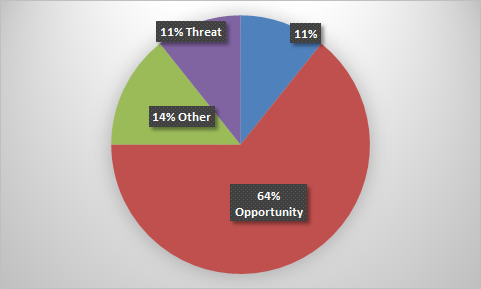 11% Threat
11%
14% Other
64%
Opportunity